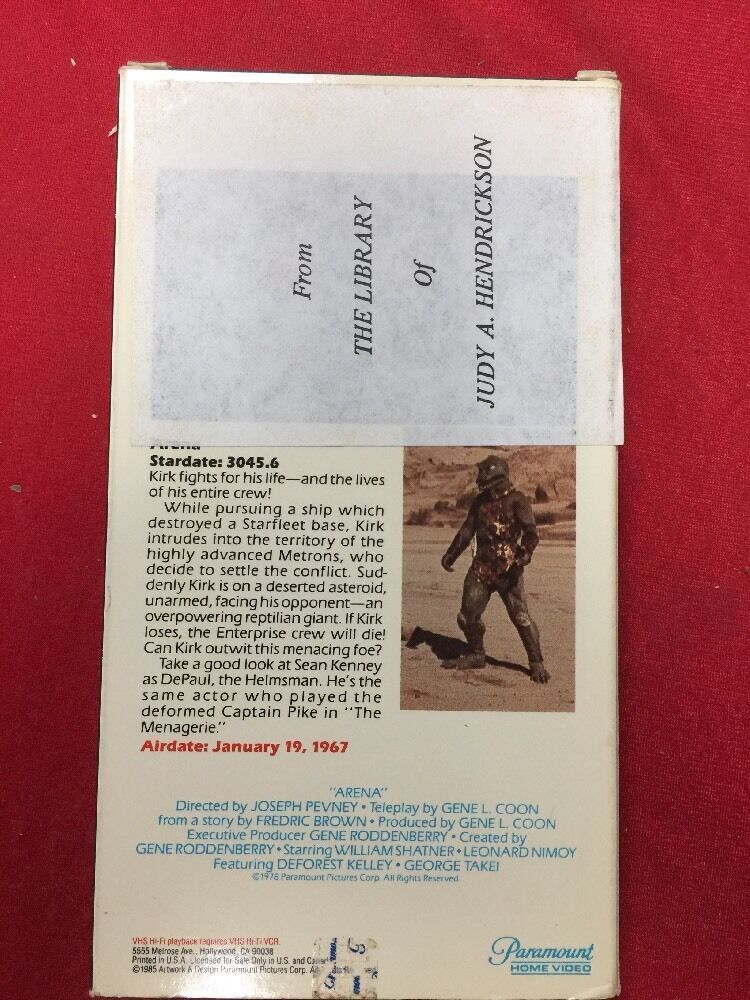 From
THE LIBRARY
Of
JUDY A. HENDRICKSON
Arena
Stardate: 3045.6
Kirk fights for his life—and the lives
of his entire crew!
While pursuing a ship which
destroyed a Starfleet base, Kirk
intrudes into the territory of the
highly advanced Metrons, who
decide to settle the conflict. Sud-
denly Kirk is on a deserted asteroid,
unarmed, facing his opponent—an
overpowering reptilian giant. If Kirk
loses, the Enterprise crew will die!
Can Kirk outwit this menacing foe?
Take a good look at Sean Kenney
as DePaul, the Helmsman. He's the
same actor who played the
deformed Captain Pike in "The
Menagerie."
Airdate: January 19, 1967
"ARENA"
Directed by JOSEPH PEVNEY • Teleplay by GENE L. COON
from a story by FREDRIC BROWN • Produced by GENE L. COON
Executive Producer GENE RODDENBERRY • Created by
GENE RODDENBERRY • Starring WILLIAM SHATNER • LEONARD NIMOY
Featuring DEFOREST KELLEY • GEORGE TAKEI
©1978 Paramount Pictures Corp. All Rights Reserved.
VHS Hi-Fi playback requires VHS Hi-Fi VCR.
5555 Melrose Ave., Hollywood, CA 90038
Printed in U.S.A. Licensed for Sale Only in U.S. and
©1985 Artwork & Design Paramount Pictures Corp. All
Paramount
HOME VIDEO